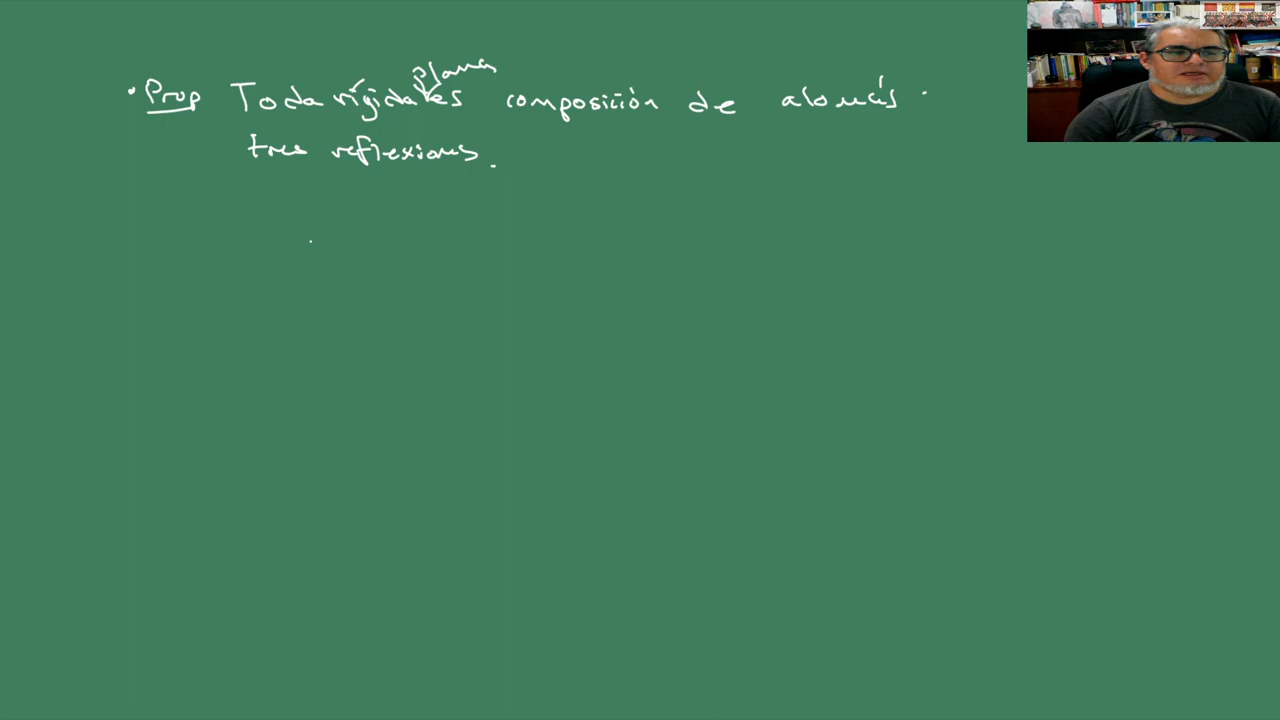 • Prop Toda rígida plana es composición de a lo más
tres reflexiones.